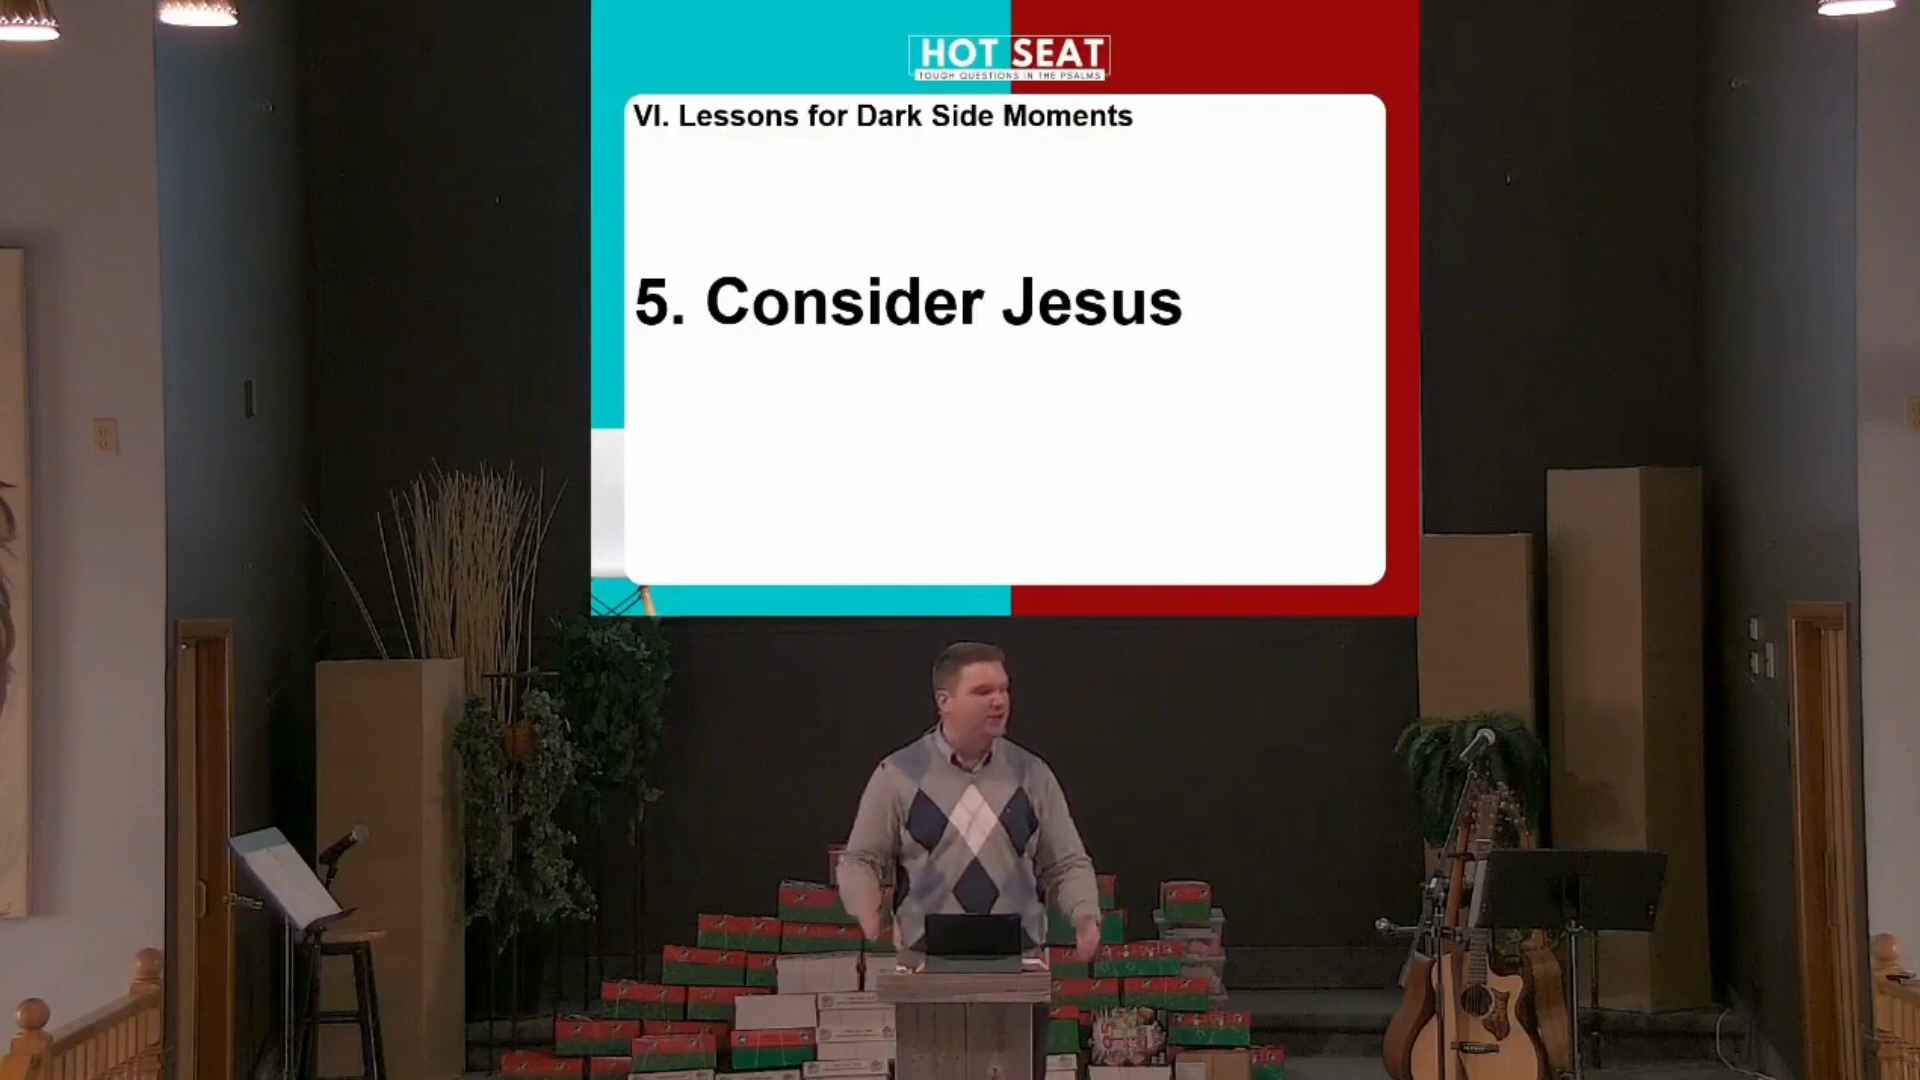 HOT SEAT
TOUGH QUESTIONS IN THE PSALMS
VI. Lessons for Dark Side Moments
5. Consider Jesus